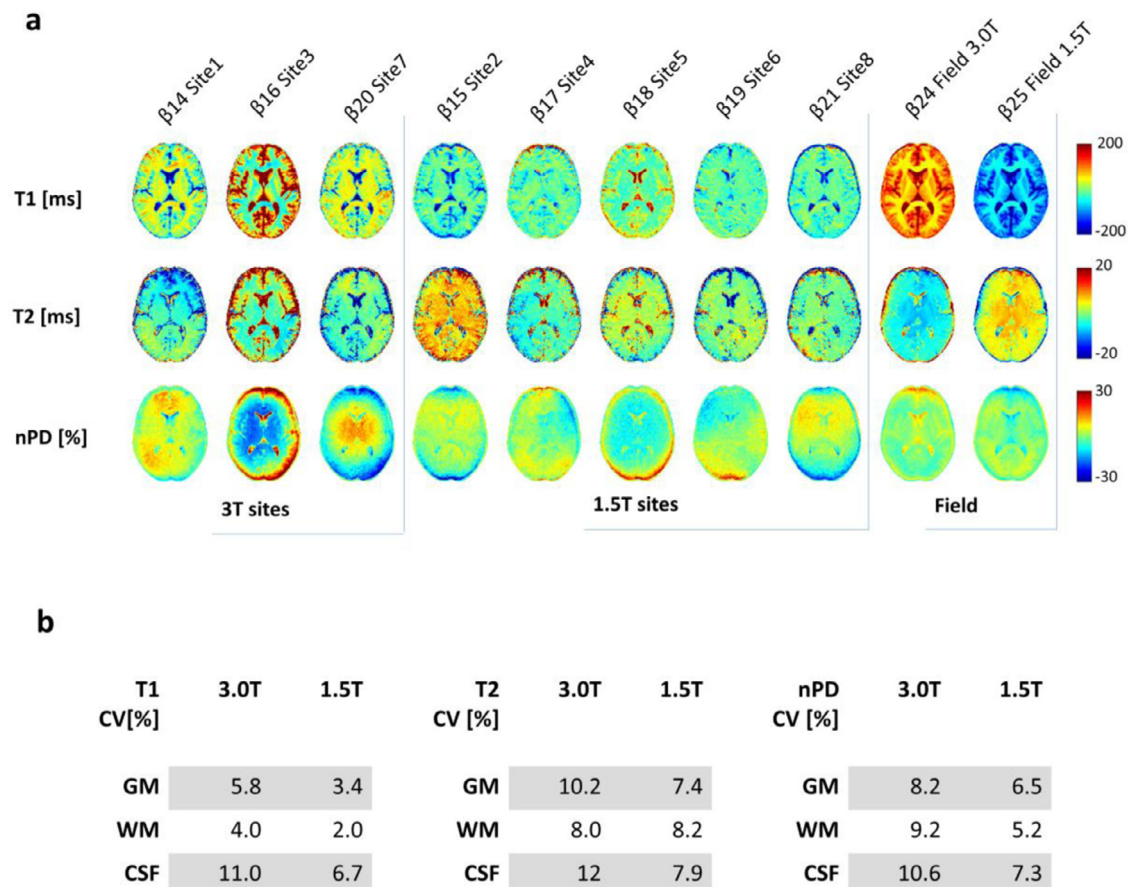 a
β14 Site1 β16 Site3 β20 Site7 β15 Site2 β17 Site4 β18 Site5 β19 Site6 β21 Site8 β24 Field 3.0T β25 Field 1.5T
T1 [ms] 200
-200
T2 [ms] 20
-20
nPD [%] 30
-30
3T sites 1.5T sites Field
b
T1 3.0T 1.5T T2 3.0T 1.5T nPD 3.0T 1.5T
CV[%] CV [%] CV [%]
GM 5.8 3.4 GM 10.2 7.4 GM 8.2 6.5
WM 4.0 2.0 WM 8.0 8.2 WM 9.2 5.2
CSF 11.0 6.7 CSF 12 7.9 CSF 10.6 7.3